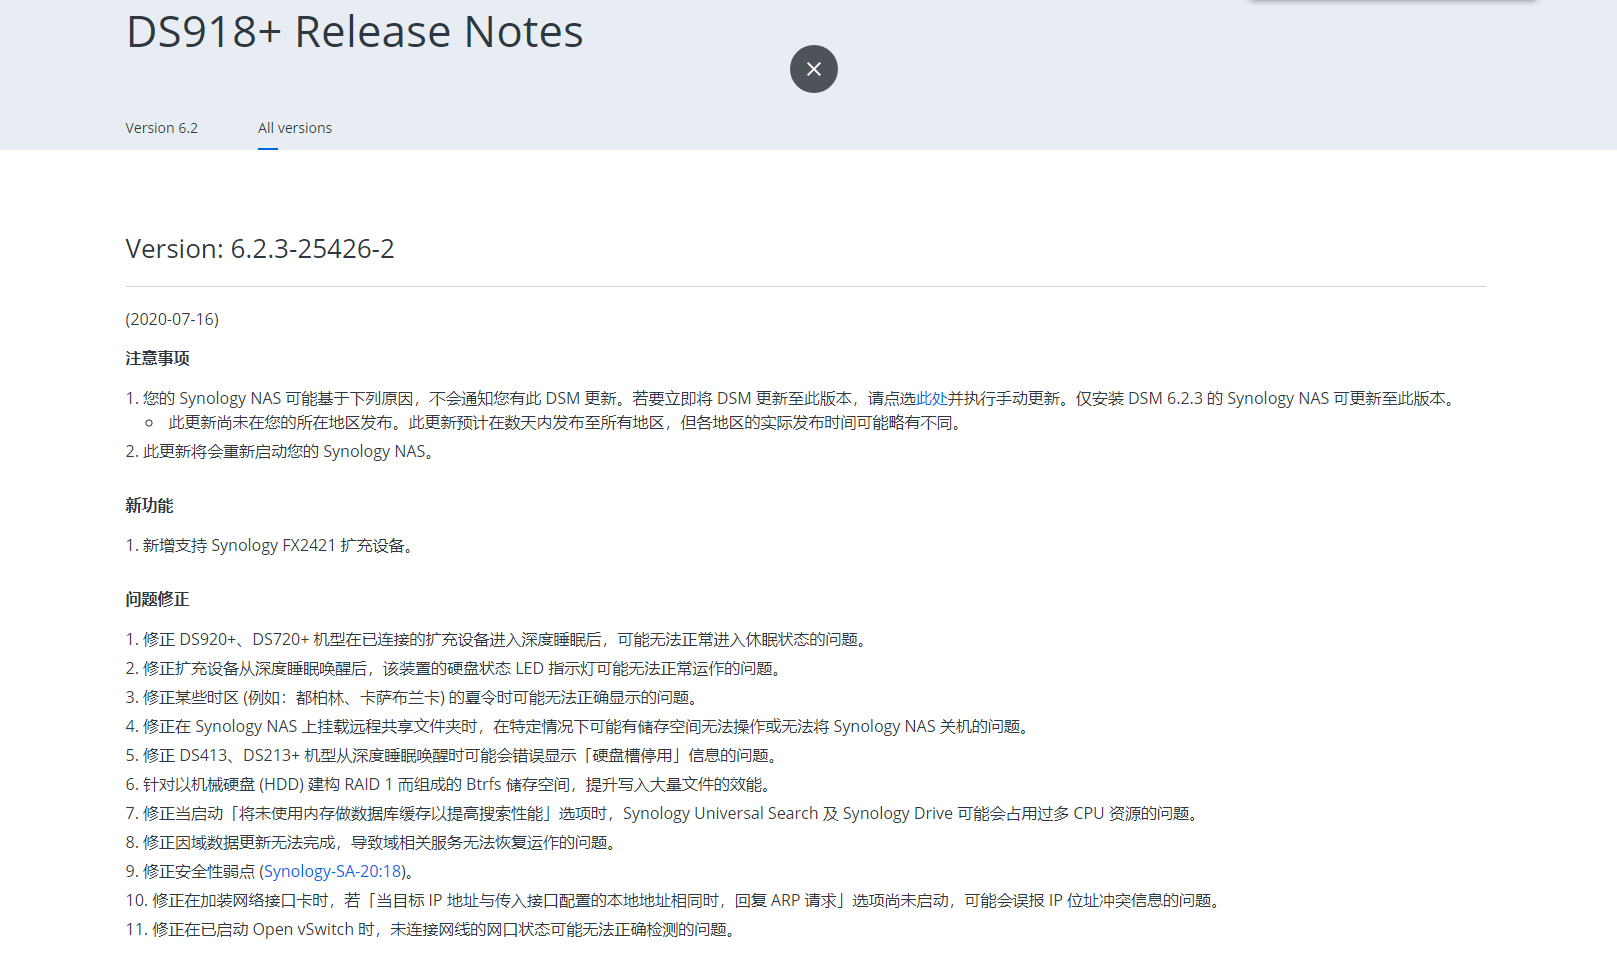 DS918+ Release Notes
Version 6.2
All versions
Version: 6.2.3-25426-2
(2020-07-16)
注意事项
1. 您的 Synology NAS 可能基于下列原因，不会通知您有此 DSM 更新。若要立即将 DSM 更新至此版本，请点选此处并执行手动更新。仅安装 DSM 6.2.3 的 Synology NAS 可更新至此版本。
此更新尚未在您的所在地区发布。此更新预计在数天内发布至所有地区，但各地区的实际发布时间可能略有不同。
2. 此更新将会重新启动您的 Synology NAS。
新功能
1. 新增支持 Synology FX2421 扩充设备。
问题修正
1. 修正 DS920+、DS720+ 机型在已连接的扩充设备进入深度睡眠后，可能无法正常进入休眠状态的问题。
2. 修正扩充设备从深度睡眠唤醒后，该装置的硬盘状态 LED 指示灯可能无法正常运作的问题。
3. 修正某些时区 (例如：都柏林、卡萨布兰卡) 的夏令时可能无法正确显示的问题。
4. 修正在 Synology NAS 上挂载远程共享文件夹时，在特定情况下可能有储存空间无法操作或无法将 Synology NAS 关机的问题。
5. 修正 DS413、DS213+ 机型从深度睡眠唤醒时可能会错误显示「硬盘槽停用」信息的问题。
6. 针对以机械硬盘 (HDD) 建构 RAID 1 而组成的 Btrfs 储存空间，提升写入大量文件的效能。
7. 修正当启动「将未使用内存做数据库缓存以提高搜索性能」选项时，Synology Universal Search 及 Synology Drive 可能会占用过多 CPU 资源的问题。
8. 修正因域数据更新无法完成，导致域相关服务无法恢复运作的问题。
9. 修正安全性弱点 (Synology-SA-20:18)。
10. 修正在加装网络接口卡时，若「当目标 IP 地址与传入接口配置的本地地址相同时，回复 ARP 请求」选项尚未启动，可能会误报 IP 位址冲突信息的问题。
11. 修正在已启动 Open vSwitch 时，未连接网线的网口状态可能无法正确检测的问题。